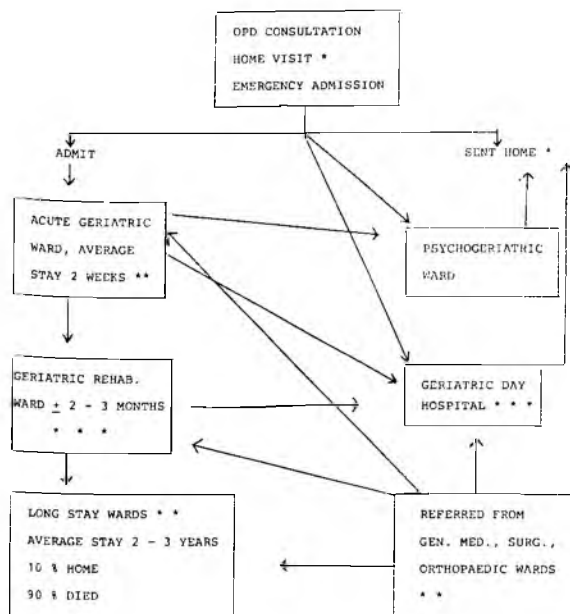 OPD CONSULTATION
HOME VISIT *
EMERGENCY ADMISSION
ADMIT
SENT HOME *
ACUTE GERIATRIC
WARD, AVERAGE
STAY 2 WEEKS **
PSYCHOGERIATRIC
WARD
GERIATRIC REHAB.
WARD ± 2 - 3 MONTHS
* * *
GERIATRIC DAY
HOSPITAL * * *
LONG STAY WARDS * *
AVERAGE STAY 2 - 3 YEARS
10 % HOME
90 % DIED
REFERRED FROM
GEN. MED., SURG.,
ORTHOPAEDIC WARDS
* *